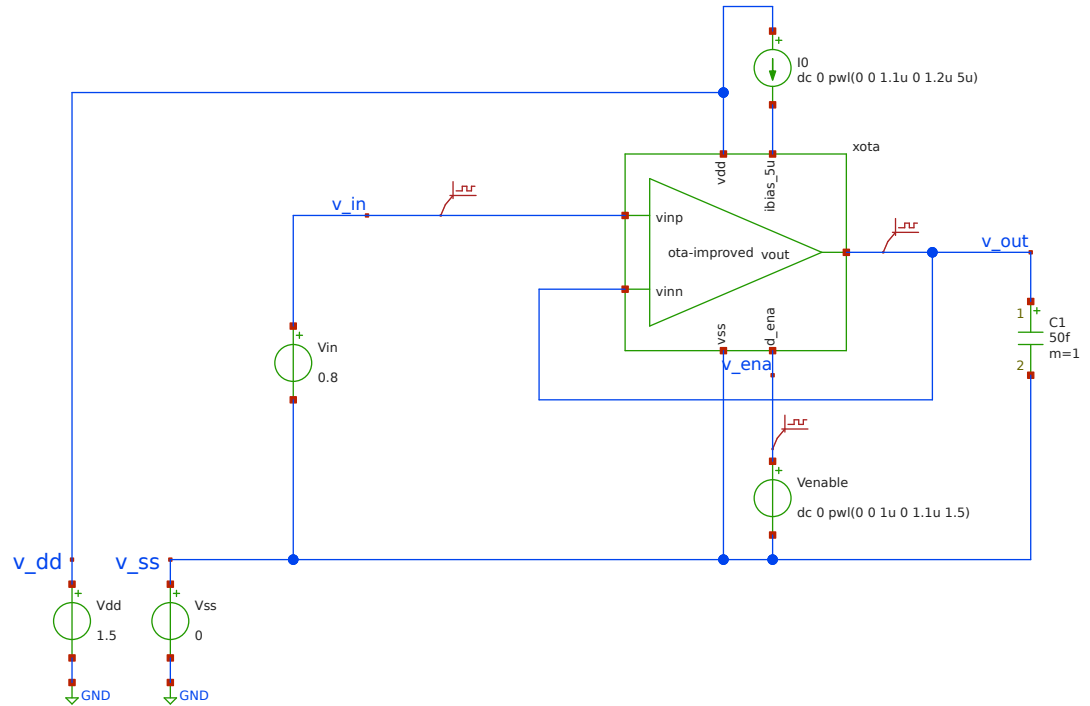 I0
dc 0 pwl(0 0 1.1u 0 1.2u 5u)
+
xota
vdd
ibias_5u
v_in
vinp
ota-improved
vout
v_out
vinn
vss
d_ena
v_ena
1
+
C1
50f
m=1
2
+
Vin
0.8
+
Venable
dc 0 pwl(0 0 1u 0 1.1u 1.5)
v_dd
v_ss
+
Vdd
1.5
+
Vss
0
GND
GND